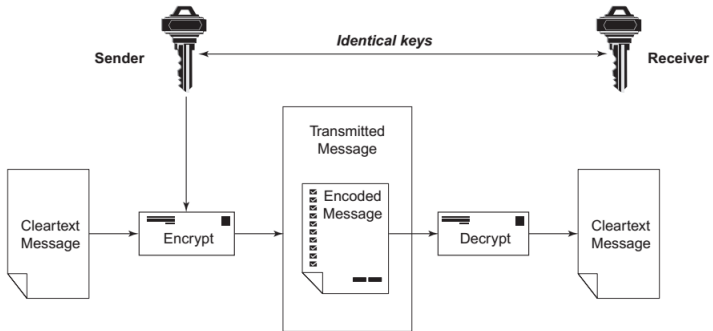 Identical keys
Sender
Receiver
Transmitted
Message
Cleartext
Message
Encrypt
Encoded
Message
Decrypt
Cleartext
Message